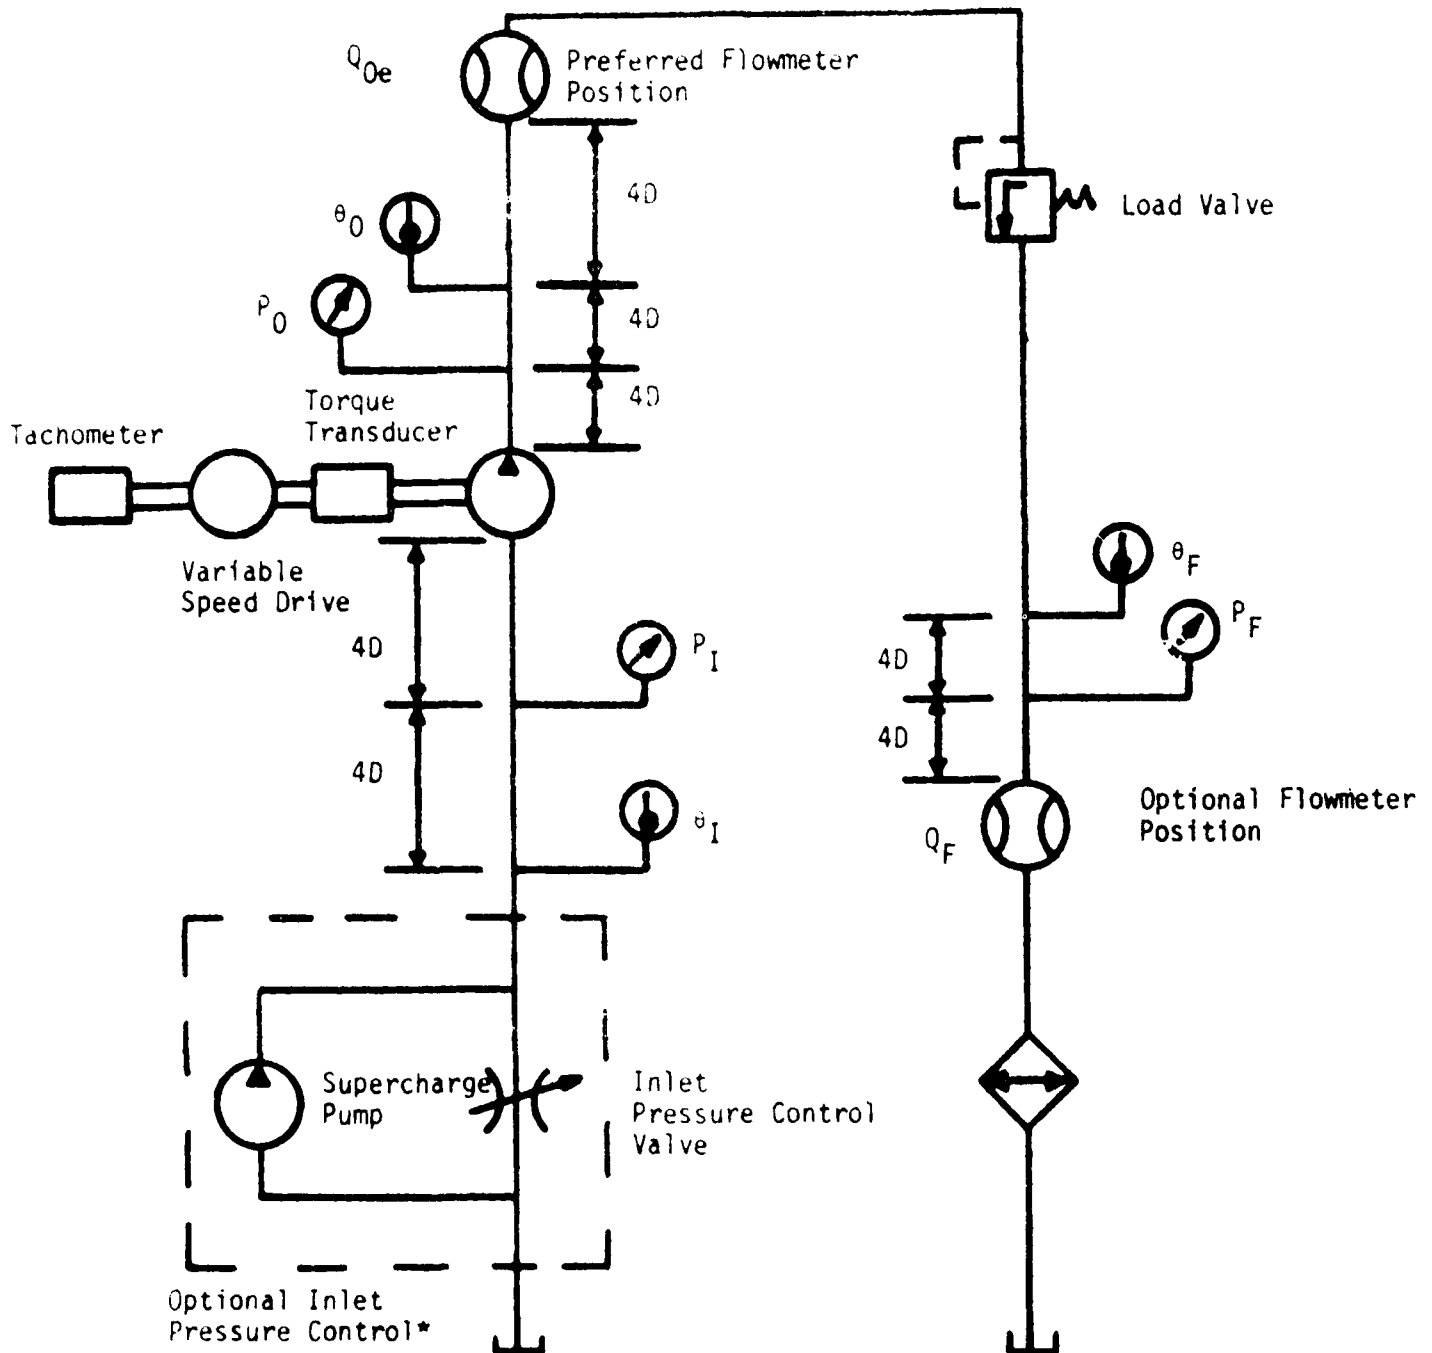 Q0e
Preferred Flowmeter
Position
4D
θ0
P0
4D
4D
Load Valve
Torque
Transducer
Tachometer
Variable
Speed Drive
4D
PI
4D
θI
θF
PF
4D
4D
Optional Flowmeter
Position
QF
Supercharge
Pump
Inlet
Pressure Control
Valve
Optional Inlet
Pressure Control*